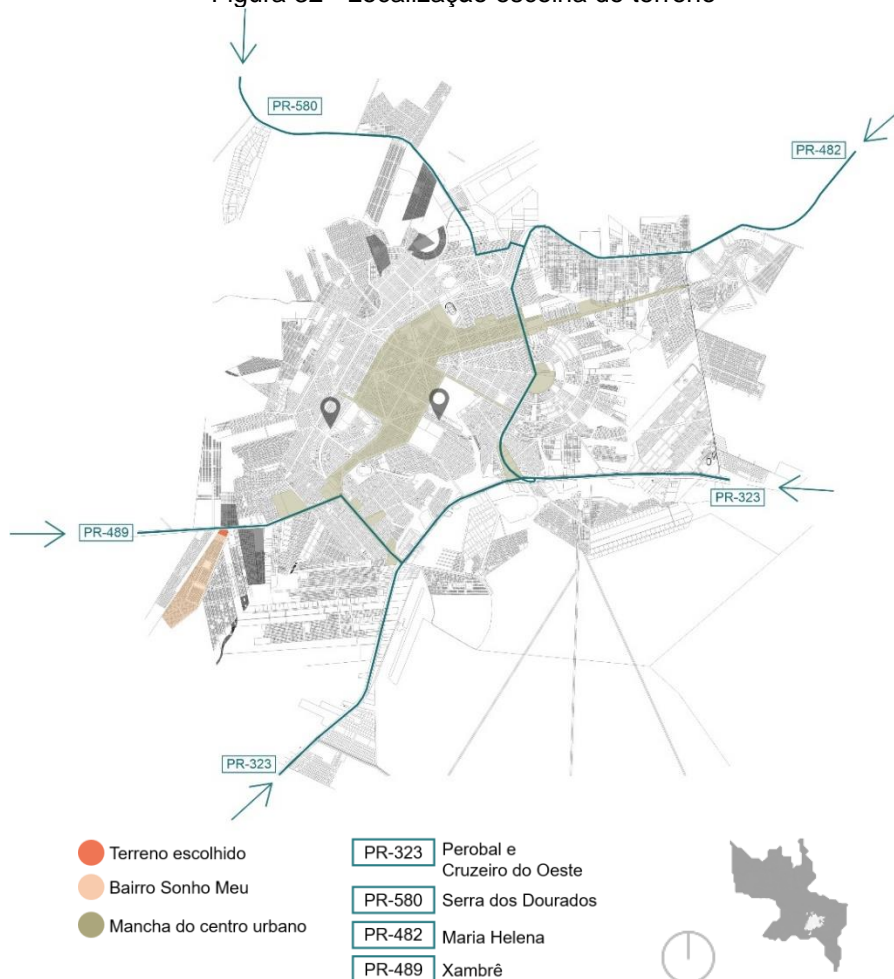 PR-580
PR-482
PR-323
PR-489
PR-323
Terreno escolhido
Bairro Sonho Meu
Mancha do centro urbano
PR-323 Perobal e
Cruzeiro do Oeste
PR-580 Serra dos Dourados
PR-482 Maria Helena
PR-489 Xambrê